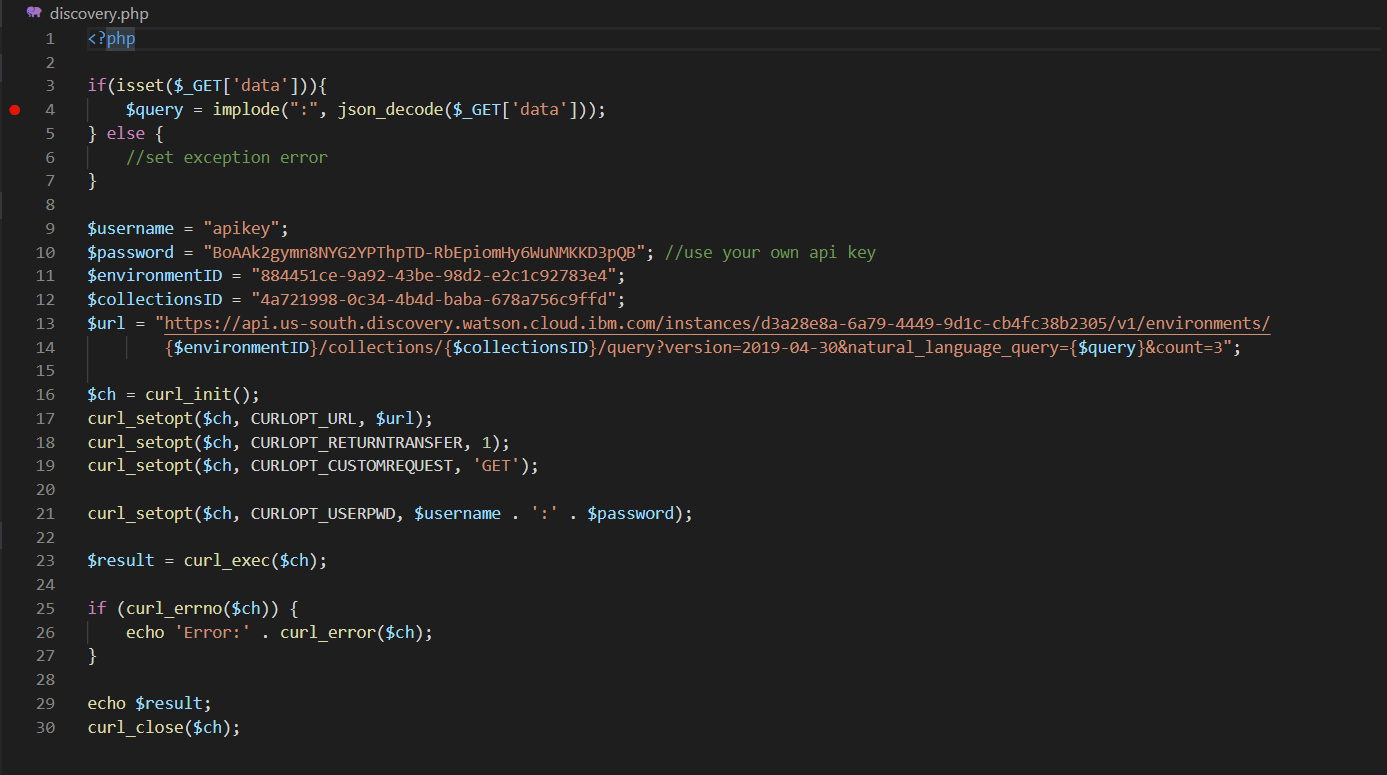 discovery.php
1 <?php
2
3 if(isset($_GET['data'])){
4 $query = implode(":", json_decode($_GET['data']));
5 } else {
6 //set exception error
7 }
8
9 $username = "apikey";
10 $password = "BoAAk2gymn8NYG2YPThpTD-RbEpiomHy6WuNMKKD3pQB"; //use your own api key
11 $environmentID = "884451ce-9a92-43be-98d2-e2c1c92783e4";
12 $collectionsID = "4a721998-0c34-4b4d-baba-678a756c9ffd";
13 $url = "https://api.us-south.discovery.watson.cloud.ibm.com/instances/d3a28e8a-6a79-4449-9d1c-cb4fc38b2305/v1/environments/
14 {$environmentID}/collections/{$collectionsID}/query?version=2019-04-30&natural_language_query={$query}&count=3";
15
16 $ch = curl_init();
17 curl_setopt($ch, CURLOPT_URL, $url);
18 curl_setopt($ch, CURLOPT_RETURNTRANSFER, 1);
19 curl_setopt($ch, CURLOPT_CUSTOMREQUEST, 'GET');
20
21 curl_setopt($ch, CURLOPT_USERPWD, $username . ':' . $password);
22
23 $result = curl_exec($ch);
24
25 if (curl_errno($ch)) {
26 echo 'Error:' . curl_error($ch);
27 }
28
29 echo $result;
30 curl_close($ch);